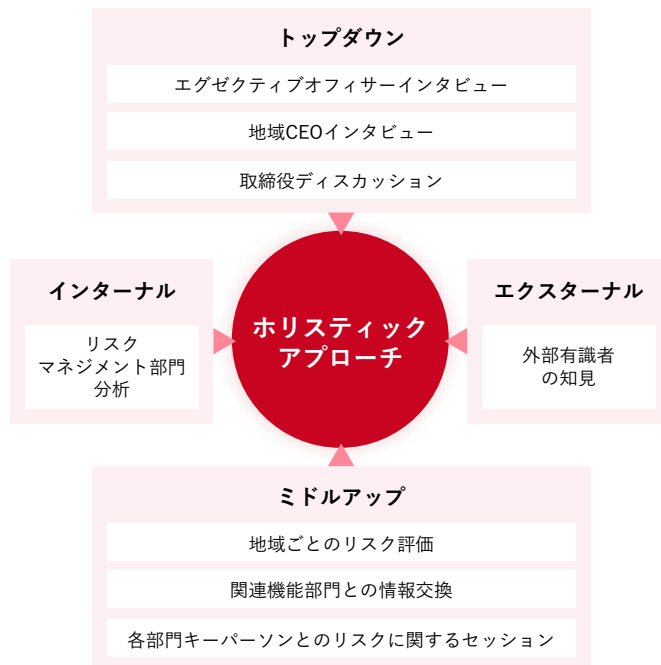 トップダウン
エグゼクティブオフィサーインタビュー
地域CEOインタビュー
取締役ディスカッション
インターナル
リスク
マネジメント部門
分析
ホリスティック
アプローチ
エクスターナル
外部有識者
の知見
ミドルアップ
地域ごとのリスク評価
関連機能部門との情報交換
各部門キーパーソンとのリスクに関するセッション